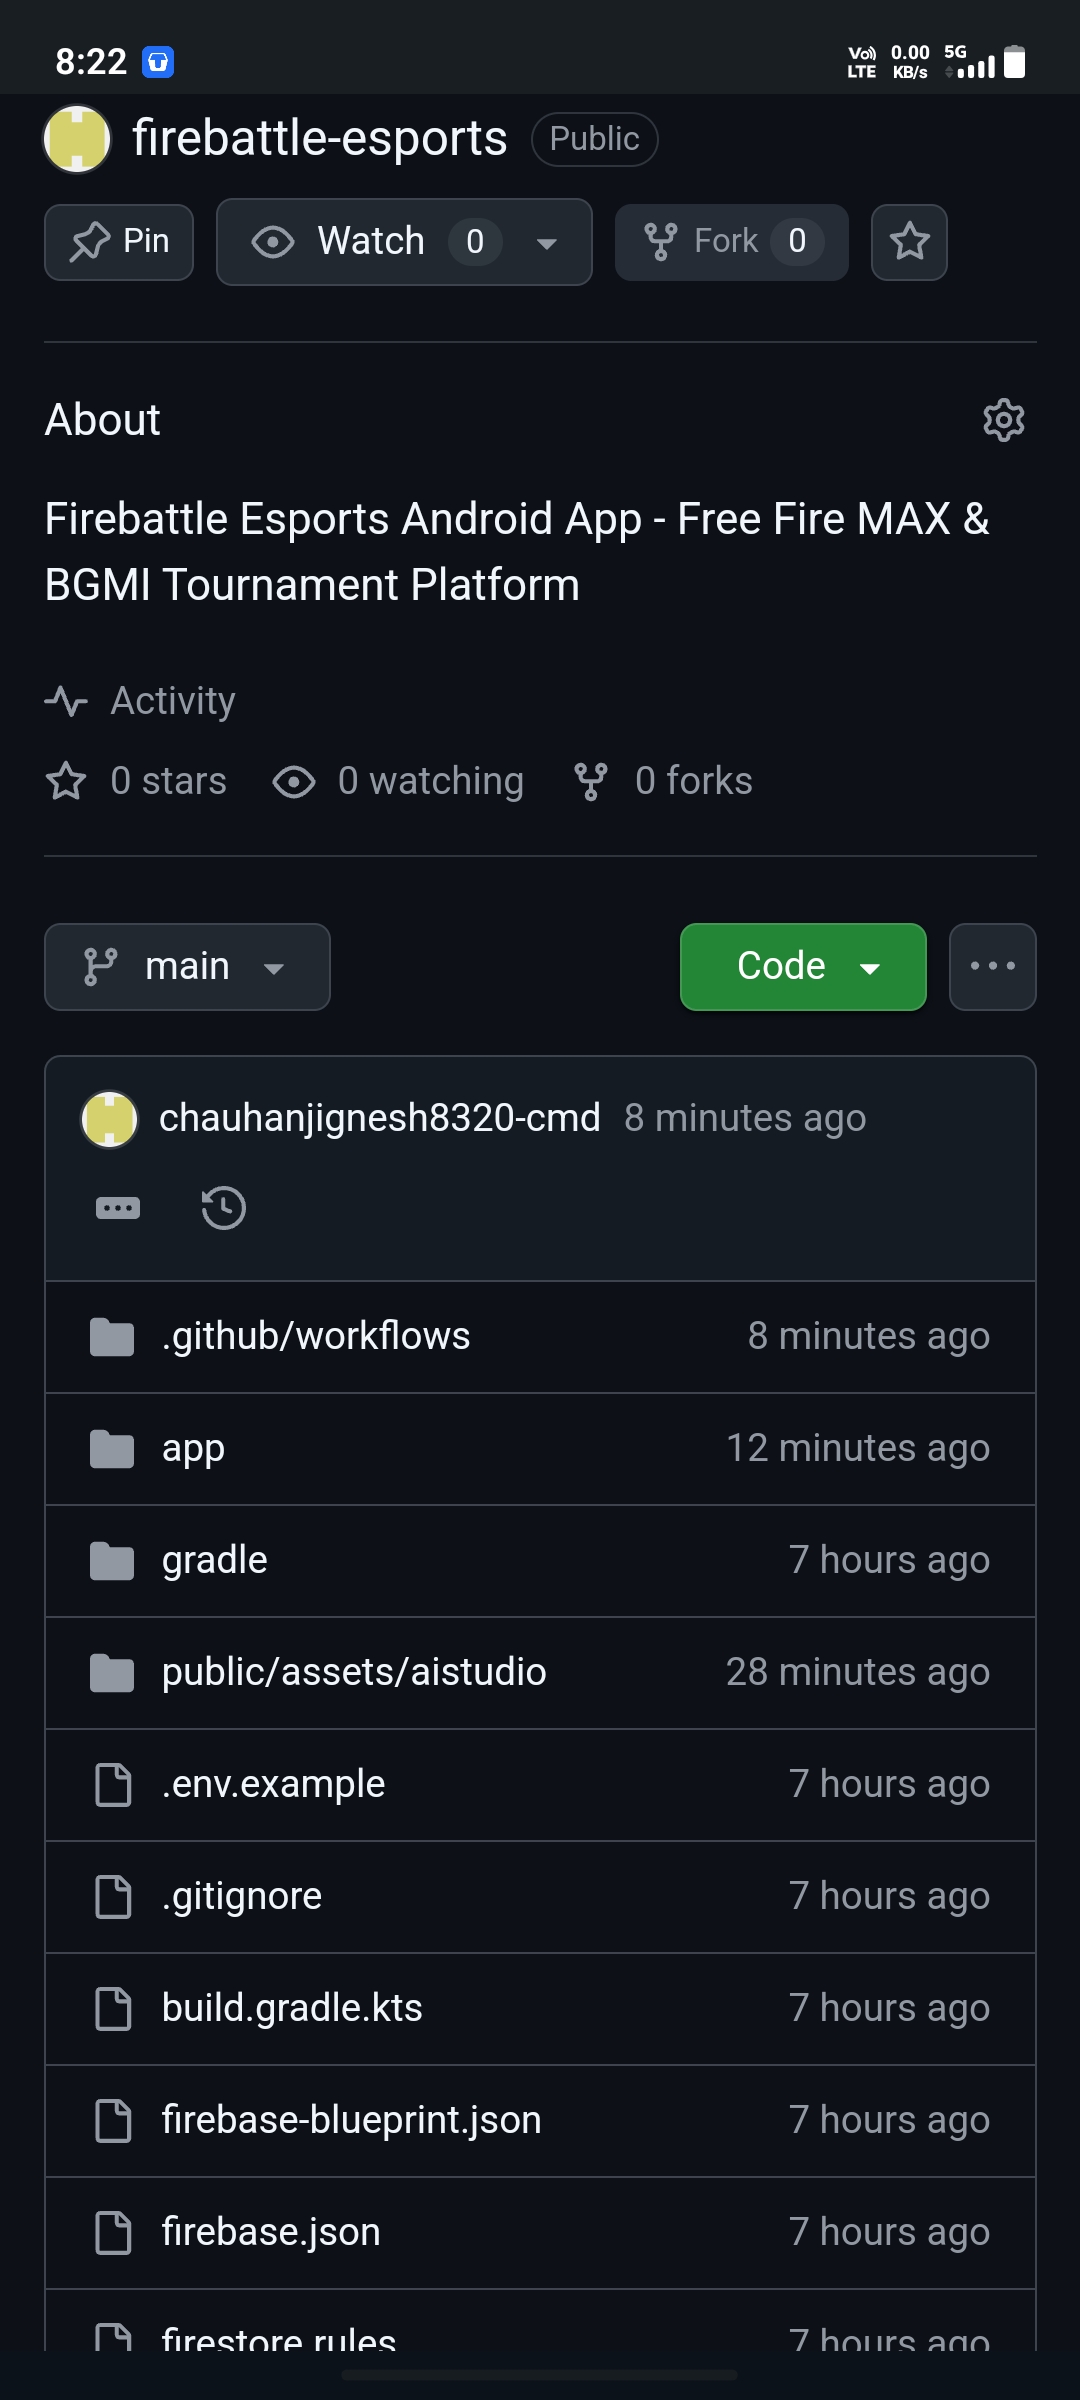 8:22
Vo)) LTE 0.00 KB/s 5G
firebattle-esports Public
Pin Watch 0 Fork 0
About
Firebattle Esports Android App - Free Fire MAX &
BGMI Tournament Platform
Activity
0 stars 0 watching 0 forks
main Code
chauhanjignesh8320-cmd 8 minutes ago
.github/workflows 8 minutes ago
app 12 minutes ago
gradle 7 hours ago
public/assets/aistudio 28 minutes ago
.env.example 7 hours ago
.gitignore 7 hours ago
build.gradle.kts 7 hours ago
firebase-blueprint.json 7 hours ago
firebase.json 7 hours ago
firestore.rules 7 hours ago